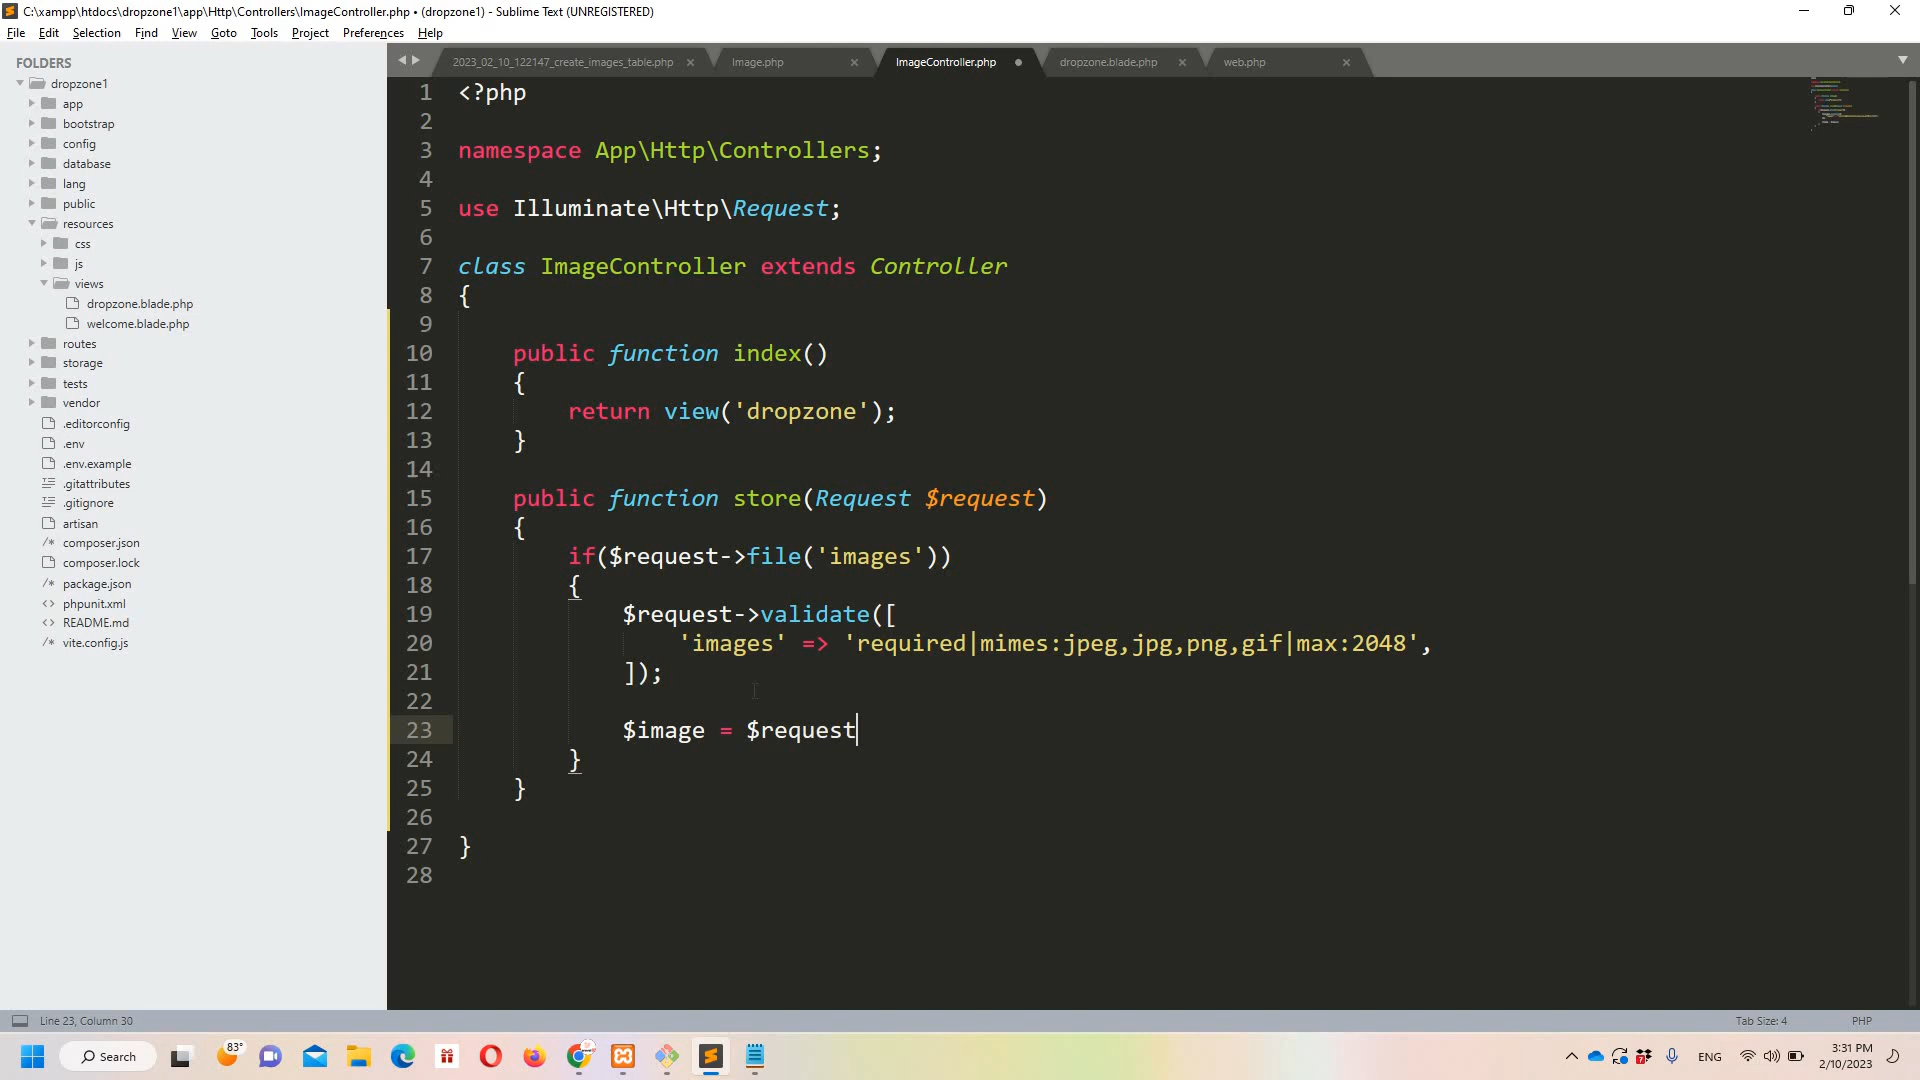 C:\xampp\htdocs\dropzone1\app\Http\Controllers\ImageController.php • (dropzone1) - Sublime Text (UNREGISTERED)
File Edit Selection Find View Goto Tools Project Preferences Help
FOLDERS
dropzone1
app
bootstrap
config
database
lang
public
resources
css
js
views
dropzone.blade.php
welcome.blade.php
routes
storage
tests
vendor
.editorconfig
.env
.env.example
.gitattributes
.gitignore
artisan
composer.json
composer.lock
package.json
phpunit.xml
README.md
vite.config.js
2023_02_10_122147_create_images_table.php Image.php ImageController.php dropzone.blade.php web.php
1 <?php
2
3 namespace App\Http\Controllers;
4
5 use Illuminate\Http\Request;
6
7 class ImageController extends Controller
8 {
9
10 public function index()
11 {
12 return view('dropzone');
13 }
14
15 public function store(Request $request)
16 {
17 if($request->file('images'))
18 {
19 $request->validate([
20 'images' => 'required|mimes:jpeg,jpg,png,gif|max:2048',
21 ]);
22
23 $image = $request
24 }
25 }
26
27 }
28
Line 23, Column 30 Tab Size: 4 PHP
83° Search ENG 3:31 PM
2/10/2023